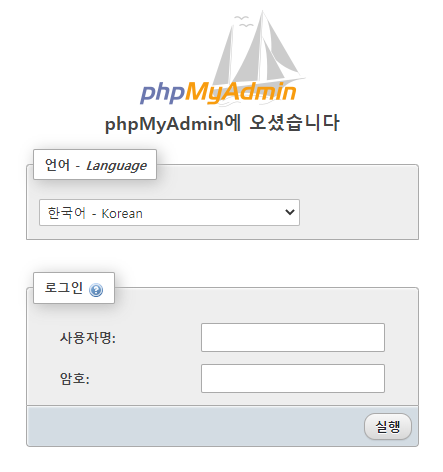 phpMyAdmin
phpMyAdmin에 오셨습니다
언어 - Language
한국어 - Korean
로그인
사용자명:
암호:
실행